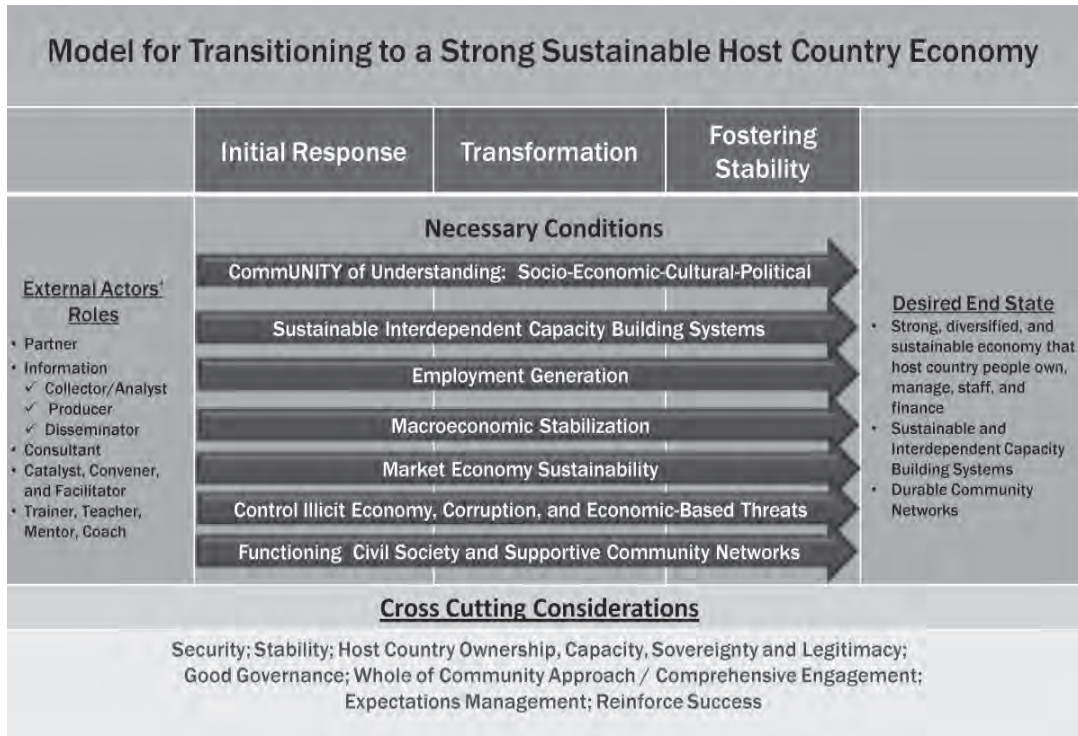 Model for Transitioning to a Strong Sustainable Host Country Economy
Initial Response
Transformation
Fostering
Stability
External Actors'
Roles
• Partner
• Information
✓ Collector/Analyst
✓ Producer
✓ Disseminator
• Consultant
• Catalyst, Convener,
and Facilitator
• Trainer, Teacher,
Mentor, Coach
Necessary Conditions
CommUNITY of Understanding: Socio-Economic-Cultural-Political
Sustainable Interdependent Capacity Building Systems
Employment Generation
Macroeconomic Stabilization
Market Economy Sustainability
Control Illicit Economy, Corruption, and Economic-Based Threats
Functioning Civil Society and Supportive Community Networks
Desired End State
• Strong, diversified, and
sustainable economy that
host country people own,
manage, staff, and
finance
• Sustainable and
Interdependent Capacity
Building Systems
• Durable Community
Networks
Cross Cutting Considerations
Security; Stability; Host Country Ownership, Capacity, Sovereignty and Legitimacy;
Good Governance; Whole of Community Approach / Comprehensive Engagement;
Expectations Management; Reinforce Success